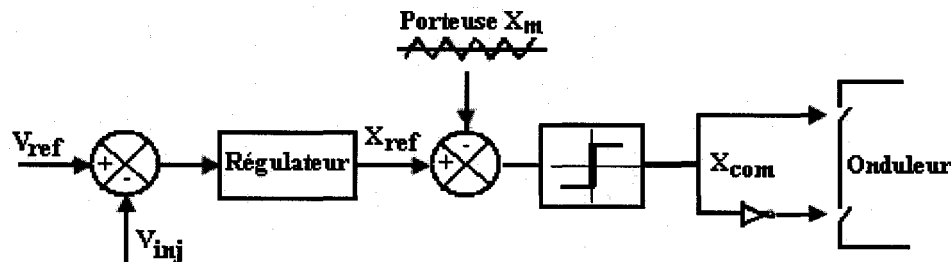 Porteuse Xm
Vref
+
-
Vinj
Régulateur
Xref
-
+
Xcom
Onduleur